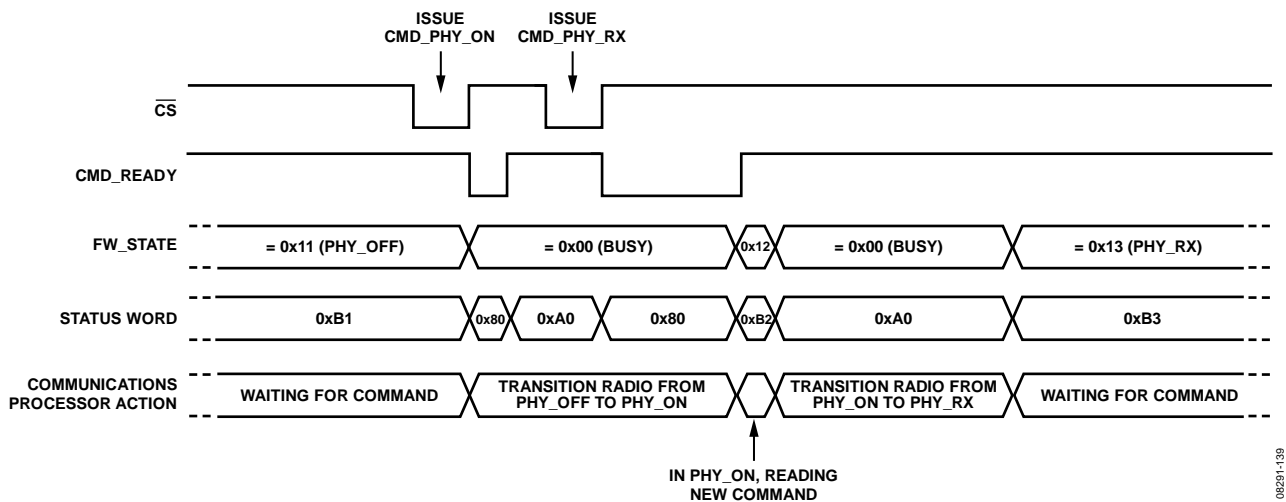 ISSUE
CMD_PHY_ON
ISSUE
CMD_PHY_RX
CS
CMD_READY
FW_STATE
= 0x11 (PHY_OFF)
= 0x00 (BUSY)
0x12
= 0x00 (BUSY)
= 0x13 (PHY_RX)
STATUS WORD
0xB1
0x80
0xA0
0x80
0xB2
0xA0
0xB3
COMMUNICATIONS
PROCESSOR ACTION
WAITING FOR COMMAND
TRANSITION RADIO FROM
PHY_OFF TO PHY_ON
TRANSITION RADIO FROM
PHY_ON TO PHY_RX
WAITING FOR COMMAND
IN PHY_ON, READING
NEW COMMAND
08291-139